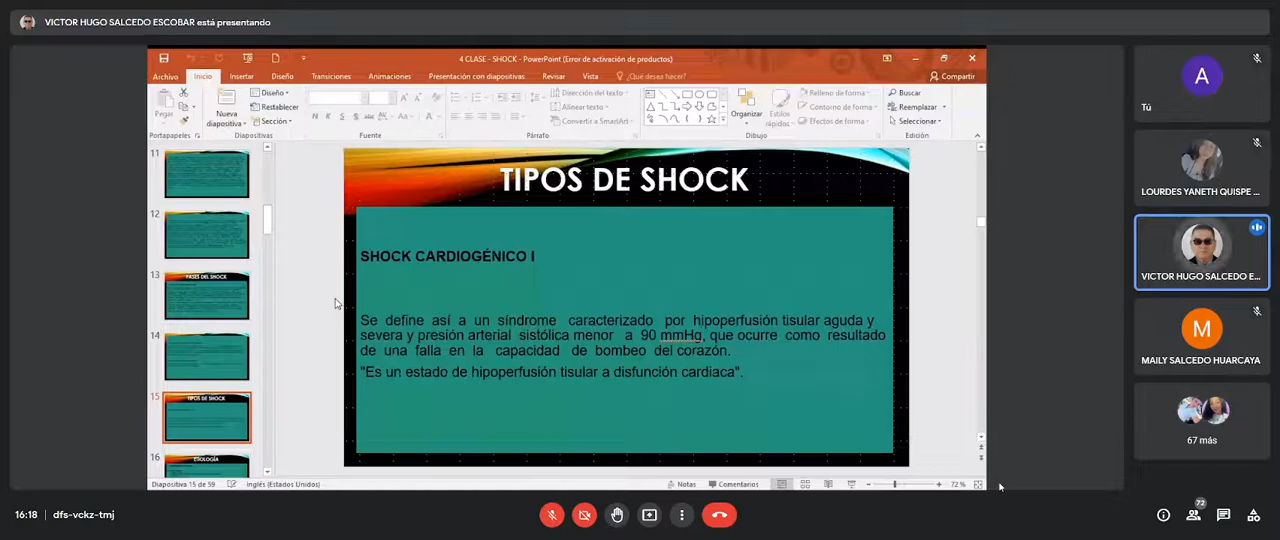 VICTOR HUGO SALCEDO ESCOBAR está presentando
4 CLASE - SHOCK - PowerPoint (Error de activación de productos)
Archivo Inicio Insertar Diseño Transiciones Animaciones Presentación con diapositivas Revisar Vista ¿Qué desea hacer? Compartir
Pegar
Nueva diapositiva
Diseño
Restablecer
Sección
N K S
Dirección del texto
Alinear texto
Convertir a SmartArt
Organizar
Estilos rápidos
Relleno de forma
Contorno de forma
Efectos de forma
Buscar
Reemplazar
Seleccionar
Portapapeles Diapositivas Fuente Párrafo Dibujo Edición
11
12
13
FASES DEL SHOCK
14
15
TIPOS DE SHOCK
16
ETIOLOGÍA
TIPOS DE SHOCK
SHOCK CARDIOGÉNICO I
Se define así a un síndrome caracterizado por hipoperfusión tisular aguda y
severa y presión arterial sistólica menor a 90 mmHg, que ocurre como resultado
de una falla en la capacidad de bombeo del corazón.
"Es un estado de hipoperfusión tisular a disfunción cardiaca".
Diapositiva 15 de 59 Inglés (Estados Unidos) Notas Comentarios 72 %
A
Tú
LOURDES YANETH QUISPE ...
VICTOR HUGO SALCEDO E...
M
MAILY SALCEDO HUARCAYA
67 más
16:18 dfs-vckz-tmj
72